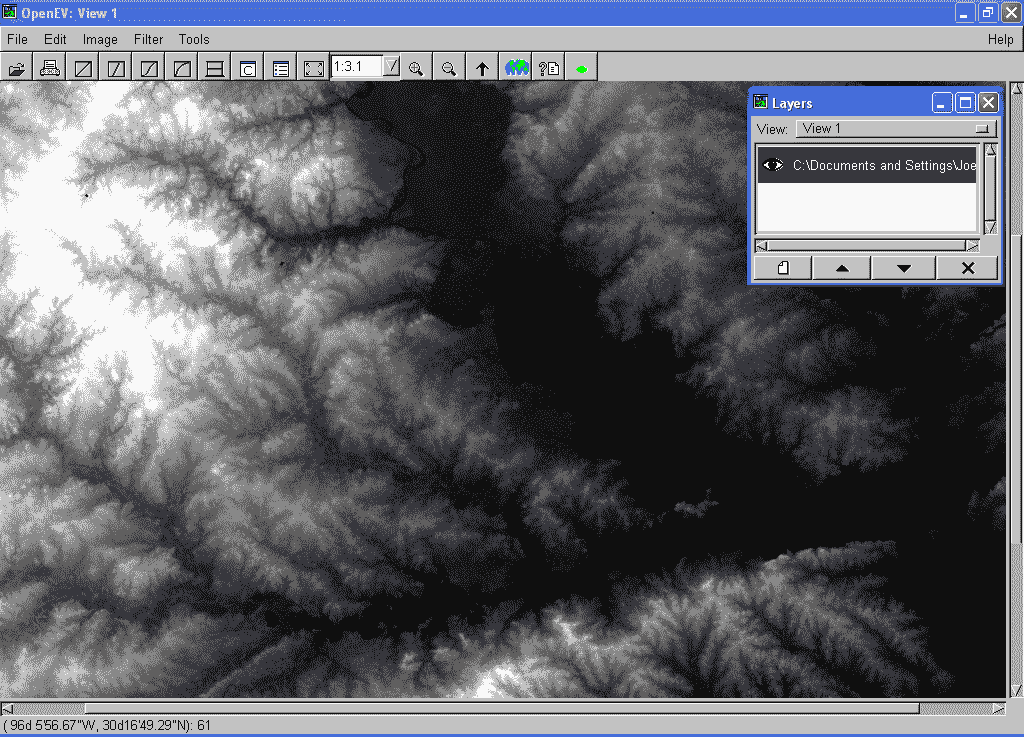 OpenEV: View 1
File Edit Image Filter Tools Help
C 1:3.1 ?
Layers
View: View 1
C:\Documents and Settings\Joe
( 96d 5'56.67"W, 30d16'49.29"N): 61